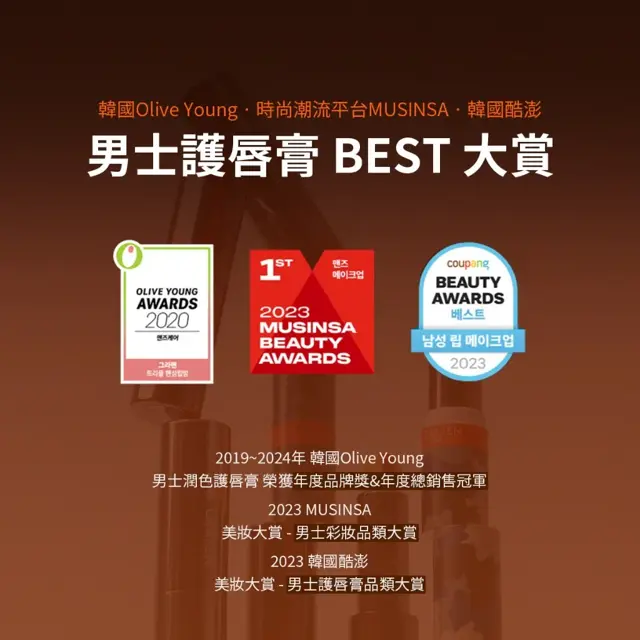 韓國Olive Young · 時尚潮流平台MUSINSA · 韓國酷澎
男士護唇膏 BEST 大賞
OLIVE YOUNG
AWARDS
2020
맨즈케어
그라펜
트리플 랩핑립밤
1ST
맨즈
메이크업
2023
MUSINSA
BEAUTY
AWARDS
coupang
BEAUTY
AWARDS
베스트
남성 립 메이크업
2023
2019~2024年 韓國Olive Young
男士潤色護唇膏 榮獲年度品牌獎&年度總銷售冠軍
2023 MUSINSA
美妝大賞 - 男士彩妝品類大賞
2023 韓國酷澎
美妝大賞 - 男士護唇膏品類大賞